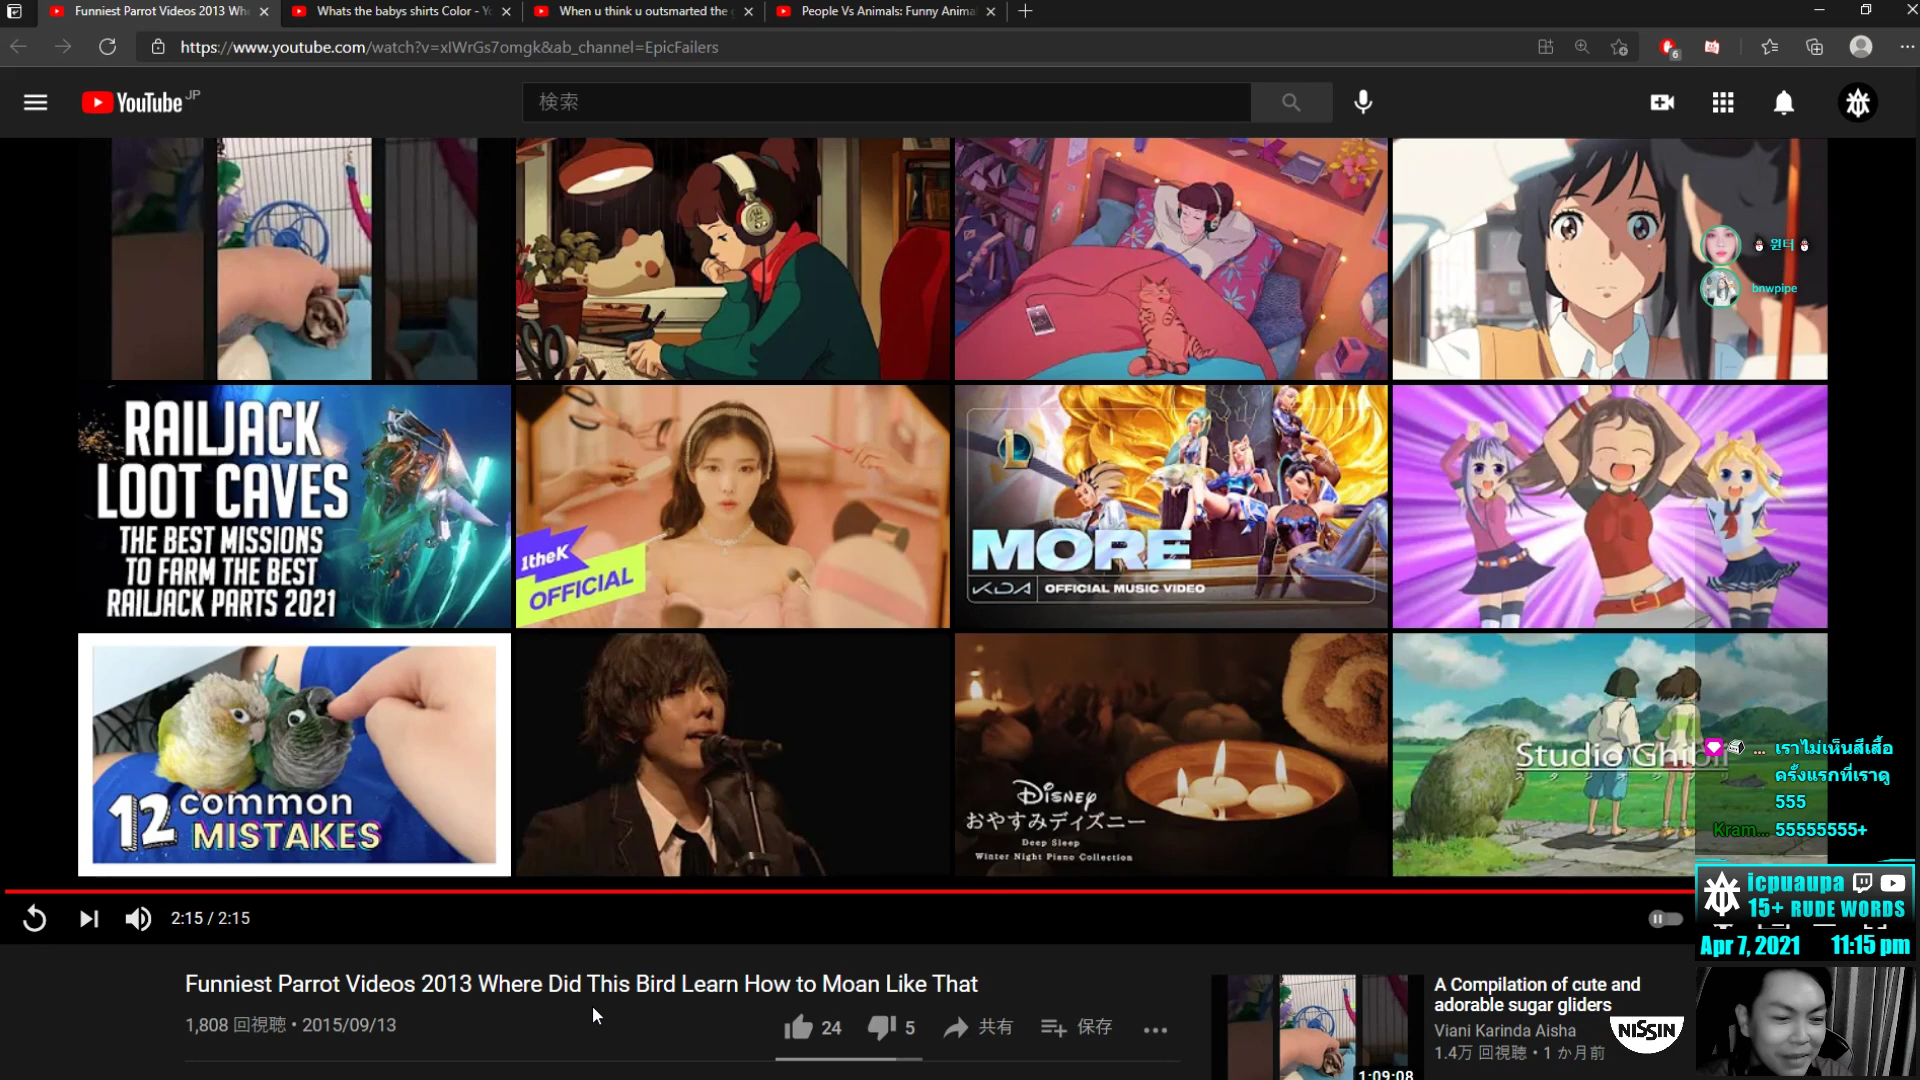 Funniest Parrot Videos 2013 Wh
Whats the babys shirts Color - Y
When u think u outsmarted the
People Vs Animals: Funny Anima
https://www.youtube.com/watch?v=xlWrGs7omgk&ab_channel=EpicFailers
6
YouTube JP
検索
윈터
bnwpipe
RAILJACK
LOOT CAVES
THE BEST MISSIONS
TO FARM THE BEST
RAILJACK PARTS 2021
1theK
OFFICIAL
MORE
K/DA OFFICIAL MUSIC VIDEO
12 common
MISTAKES
Disney
おやすみディズニー
Deep Sleep
Winter Night Piano Collection
Studio Ghibli
... เราไม่เห็นสีเสื้อ
ครั้งแรกที่เราดู
555
Kram... 55555555+
icpuaupa
15+ RUDE WORDS
Apr 7, 2021 11:15 pm
2:15 / 2:15
Funniest Parrot Videos 2013 Where Did This Bird Learn How to Moan Like That
1,808 回視聴 • 2015/09/13
24
5
共有
保存
1:09:08
A Compilation of cute and
adorable sugar gliders
Viani Karinda Aisha
1.4万 回視聴 • 1 か月前
NISSIN